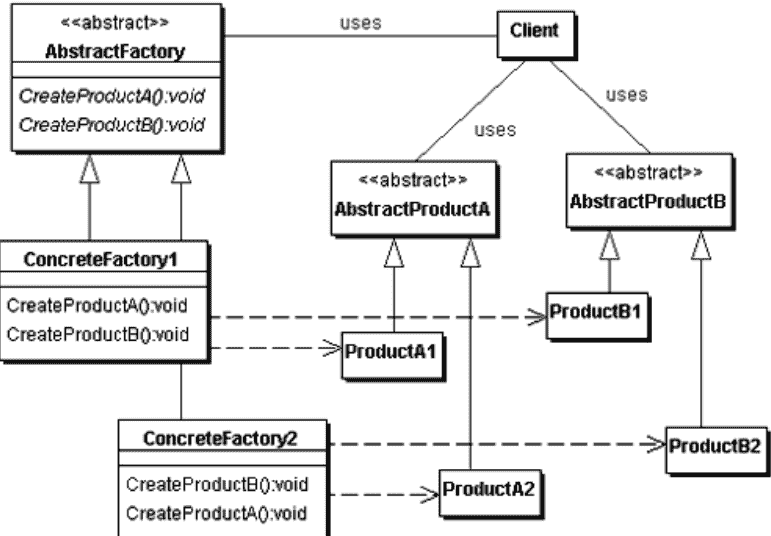 <<abstract>>
AbstractFactory
CreateProductA():void
CreateProductB():void
uses
Client
uses
uses
<<abstract>>
AbstractProductA
<<abstract>>
AbstractProductB
ConcreteFactory1
CreateProductA():void
CreateProductB():void
ProductB1
ProductA1
ConcreteFactory2
CreateProductB():void
CreateProductA():void
ProductB2
ProductA2